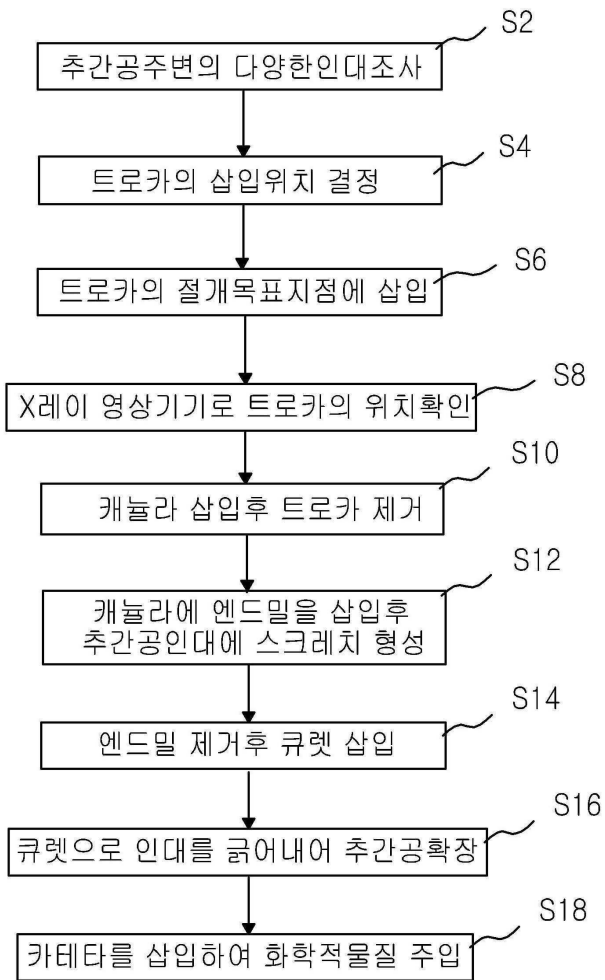 S2
추간공주변의 다양한인대조사
S4
트로카의 삽입위치 결정
S6
트로카의 절개목표지점에 삽입
S8
X레이 영상기기로 트로카의 위치확인
S10
캐뉼라 삽입후 트로카 제거
S12
캐뉼라에 엔드밀을 삽입후
추간공인대에 스크레치 형성
S14
엔드밀 제거후 큐렛 삽입
S16
큐렛으로 인대를 긁어내어 추간공확장
S18
카테타를 삽입하여 화학적물질 주입